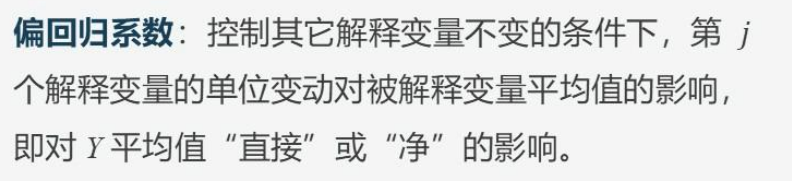 偏回归系数：控制其它解释变量不变的条件下，第 j
个解释变量的单位变动对被解释变量平均值的影响，
即对 Y 平均值“直接”或“净”的影响。